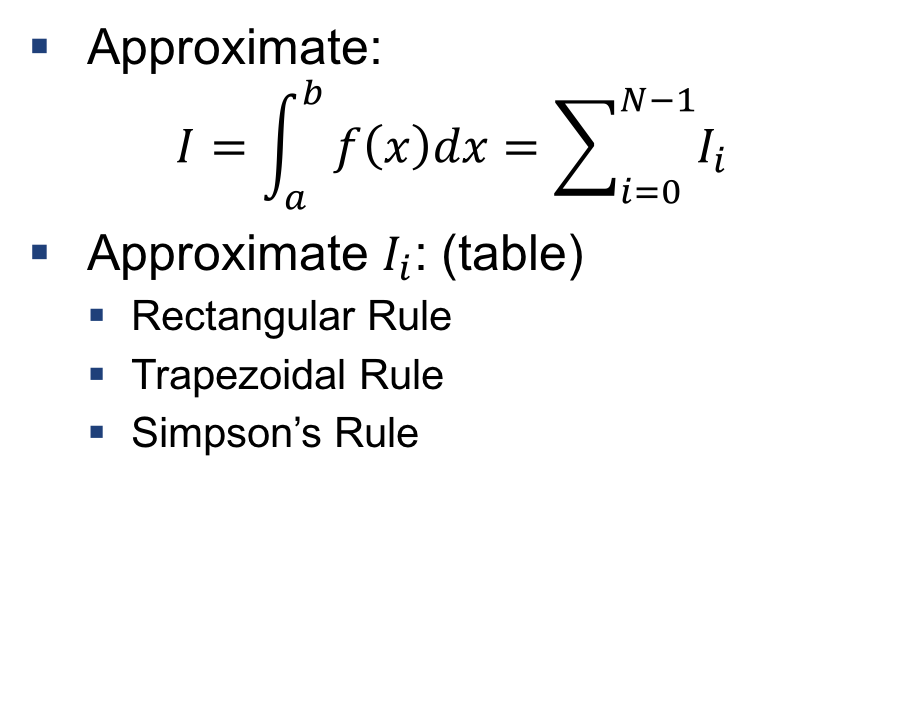 ▪ Approximate:
I = ∫_a^b f(x)dx = ∑_{i=0}^{N−1} I_i
▪ Approximate I_i: (table)
▪ Rectangular Rule
▪ Trapezoidal Rule
▪ Simpson’s Rule